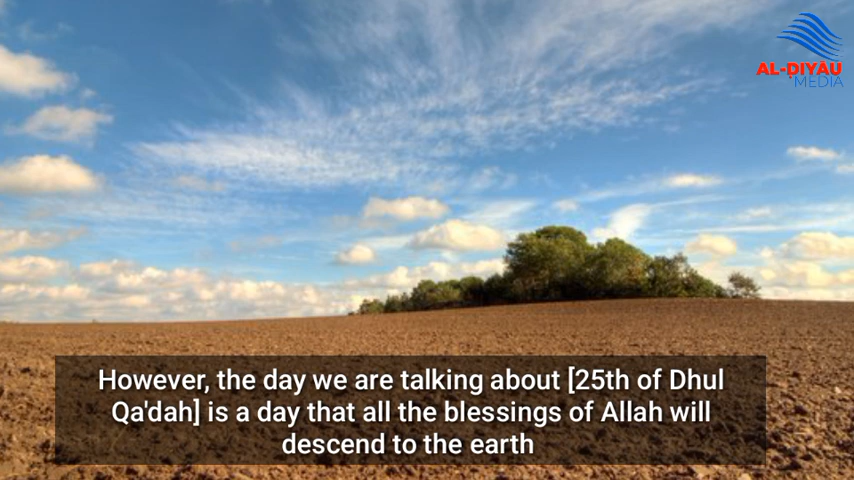 AL-ḌIYĀU
MEDIA
However, the day we are talking about [25th of Dhul
Qa'dah] is a day that all the blessings of Allah will
descend to the earth